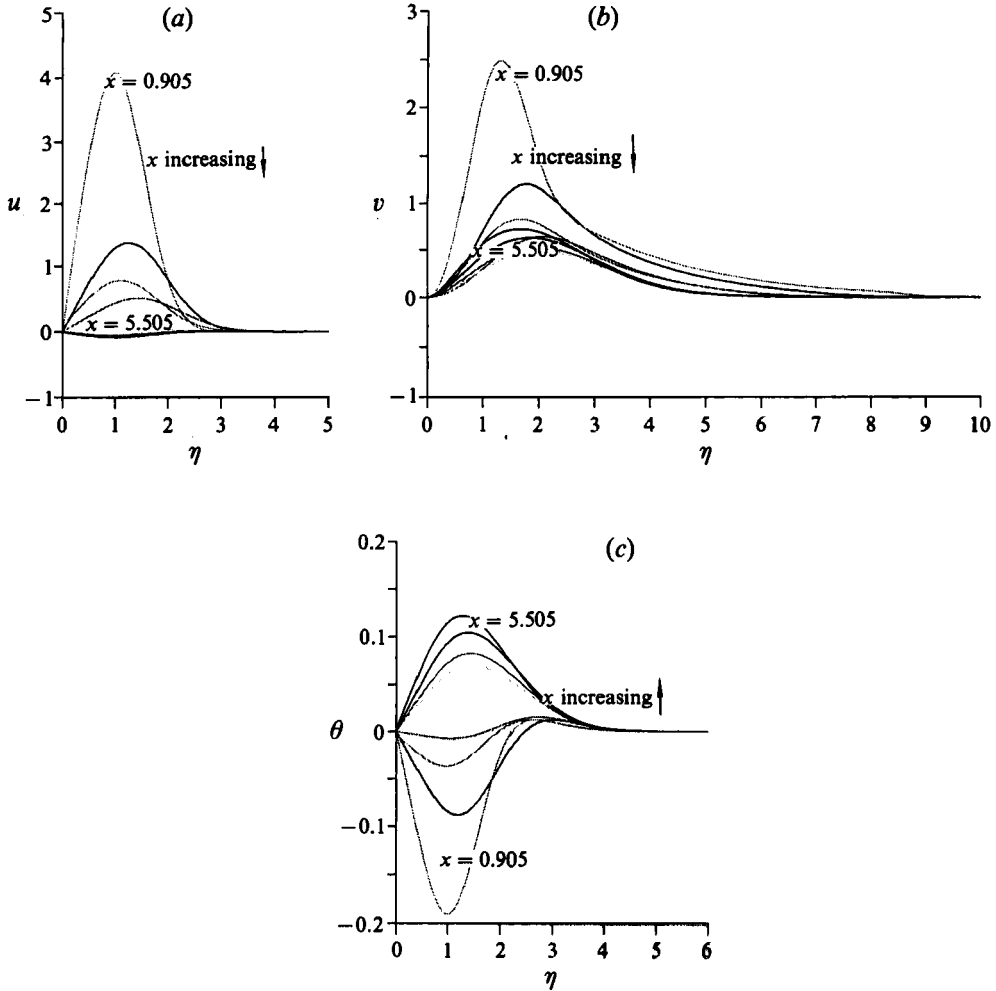 (a)
5
4
3
2
1
0
−1
u
x = 0.905
x increasing
x = 5.505
0 1 2 3 4 5
η
(b)
3
2
1
0
−1
v
x = 0.905
x increasing
x = 5.505
0 1 2 3 4 5 6 7 8 9 10
η
(c)
0.2
0.1
0
−0.1
−0.2
θ
x = 5.505
x increasing
x = 0.905
0 1 2 3 4 5 6
η